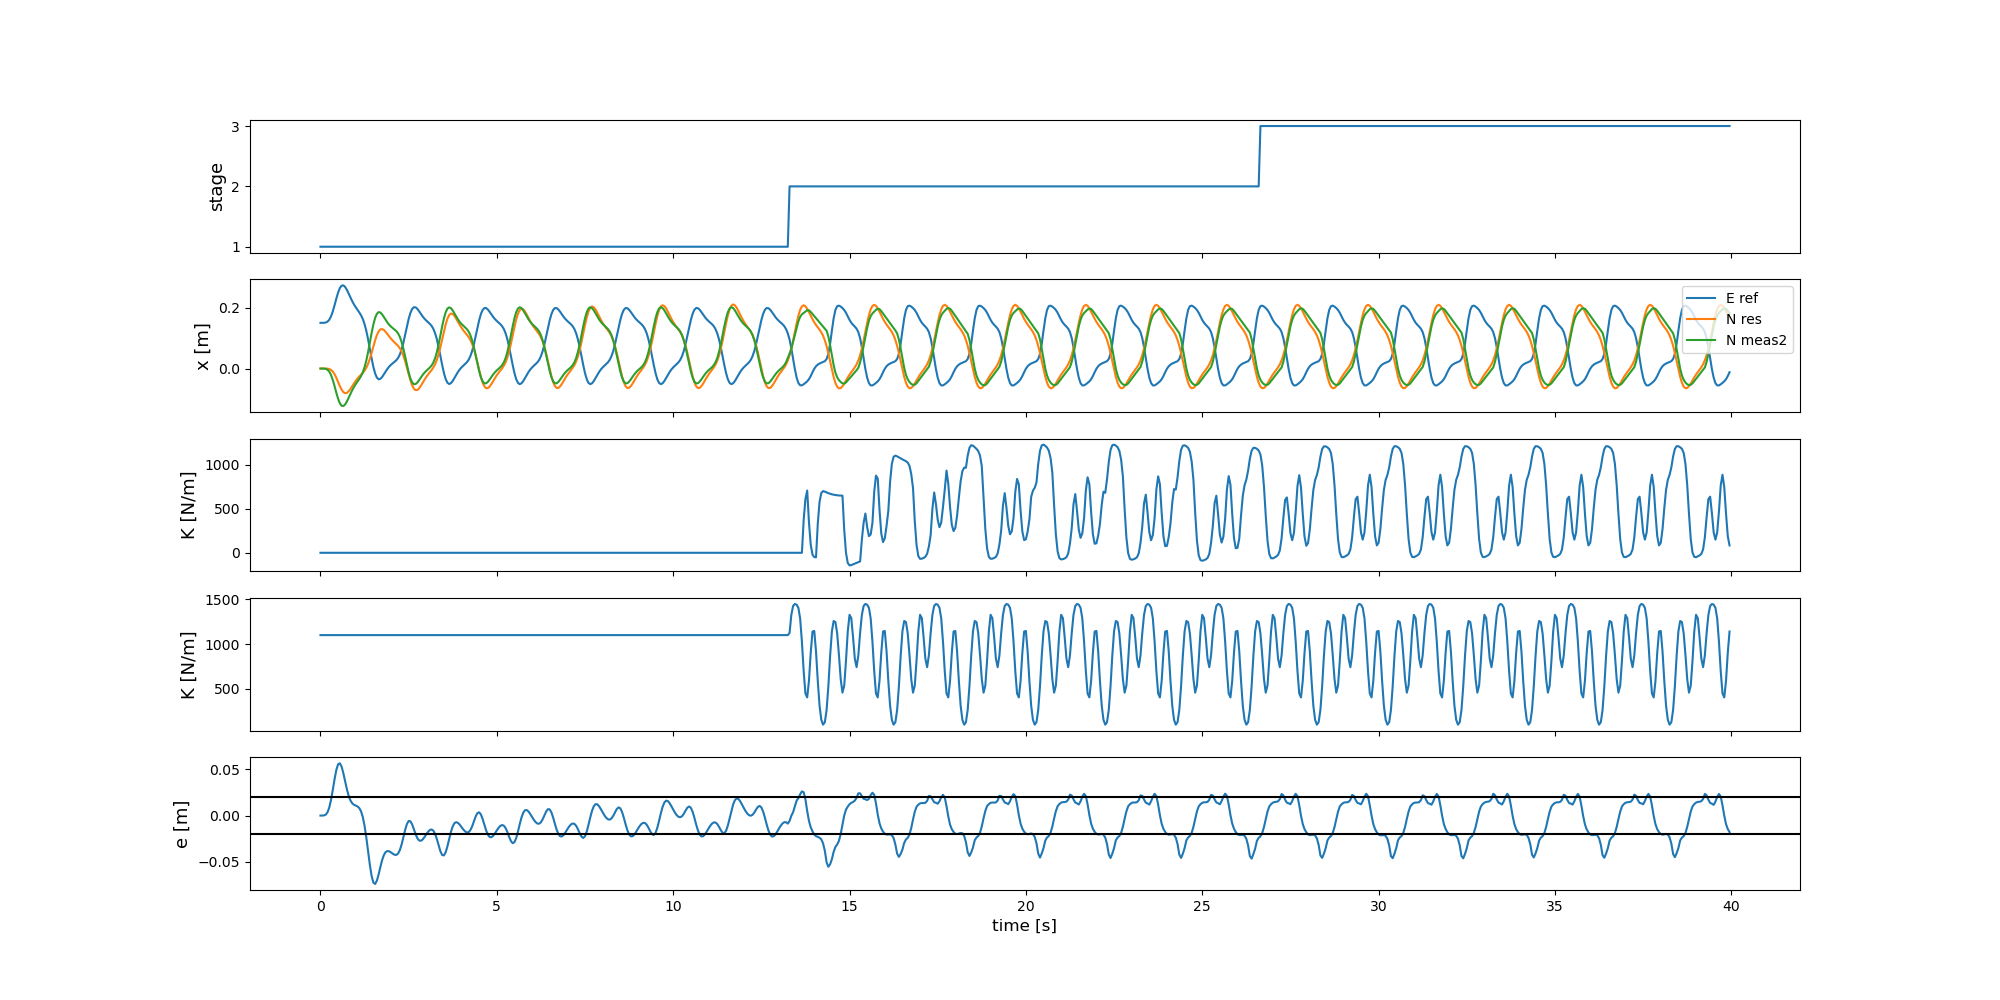 stage
3
2
1
x [m]
0.2
0.0
E ref
N res
N meas2
K [N/m]
1000
500
0
K [N/m]
1500
1000
500
e [m]
0.05
0.00
−0.05
0 5 10 15 20 25 30 35 40
time [s]